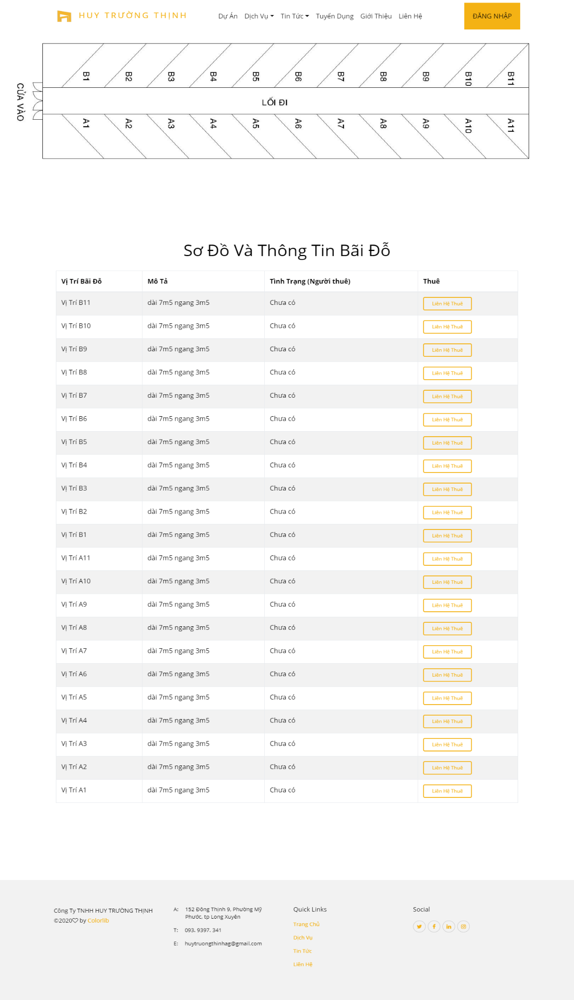 HUY TRƯỜNG THỊNH
Dự Án Dịch Vụ Tin Tức Tuyển Dụng Giới Thiệu Liên Hệ
ĐĂNG NHẬP
B1 B2 B3 B4 B5 B6 B7 B8 B9 B10 B11
CỬA VÀO
LỐI ĐI
A1 A2 A3 A4 A5 A6 A7 A8 A9 A10 A11
Sơ Đồ Và Thông Tin Bãi Đỗ
Vị Trí Bãi Đỗ Mô Tả Tình Trạng (Người thuê) Thuê
Vị Trí B11 dài 7m5 ngang 3m5 Chưa có Liên Hệ Thuê
Vị Trí B10 dài 7m5 ngang 3m5 Chưa có Liên Hệ Thuê
Vị Trí B9 dài 7m5 ngang 3m5 Chưa có Liên Hệ Thuê
Vị Trí B8 dài 7m5 ngang 3m5 Chưa có Liên Hệ Thuê
Vị Trí B7 dài 7m5 ngang 3m5 Chưa có Liên Hệ Thuê
Vị Trí B6 dài 7m5 ngang 3m5 Chưa có Liên Hệ Thuê
Vị Trí B5 dài 7m5 ngang 3m5 Chưa có Liên Hệ Thuê
Vị Trí B4 dài 7m5 ngang 3m5 Chưa có Liên Hệ Thuê
Vị Trí B3 dài 7m5 ngang 3m5 Chưa có Liên Hệ Thuê
Vị Trí B2 dài 7m5 ngang 3m5 Chưa có Liên Hệ Thuê
Vị Trí B1 dài 7m5 ngang 3m5 Chưa có Liên Hệ Thuê
Vị Trí A11 dài 7m5 ngang 3m5 Chưa có Liên Hệ Thuê
Vị Trí A10 dài 7m5 ngang 3m5 Chưa có Liên Hệ Thuê
Vị Trí A9 dài 7m5 ngang 3m5 Chưa có Liên Hệ Thuê
Vị Trí A8 dài 7m5 ngang 3m5 Chưa có Liên Hệ Thuê
Vị Trí A7 dài 7m5 ngang 3m5 Chưa có Liên Hệ Thuê
Vị Trí A6 dài 7m5 ngang 3m5 Chưa có Liên Hệ Thuê
Vị Trí A5 dài 7m5 ngang 3m5 Chưa có Liên Hệ Thuê
Vị Trí A4 dài 7m5 ngang 3m5 Chưa có Liên Hệ Thuê
Vị Trí A3 dài 7m5 ngang 3m5 Chưa có Liên Hệ Thuê
Vị Trí A2 dài 7m5 ngang 3m5 Chưa có Liên Hệ Thuê
Vị Trí A1 dài 7m5 ngang 3m5 Chưa có Liên Hệ Thuê
Công Ty TNHH HUY TRƯỜNG THỊNH
©2020♡ by Colorlib
A: 152 Đông Thịnh 9, Phường Mỹ
Phước, tp Long Xuyên
T: 093. 9397. 341
E: huytruongthinhag@gmail.com
Quick Links
Trang Chủ
Dịch Vụ
Tin Tức
Liên Hệ
Social